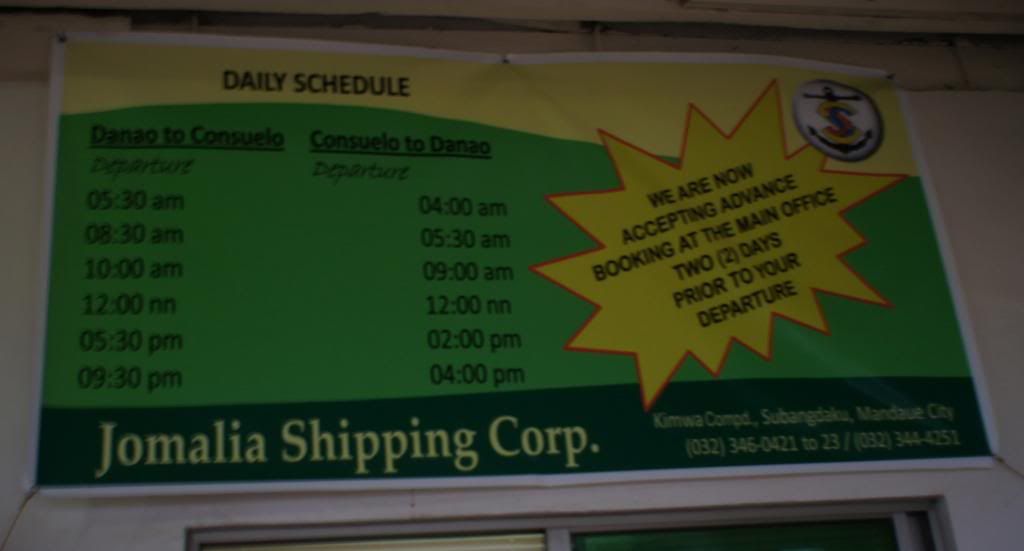 DAILY SCHEDULE
Danao to Consuelo Consuelo to Danao
Departure Departure
05:30 am 04:00 am
08:30 am 05:30 am
10:00 am 09:00 am
12:00 nn 12:00 nn
05:30 pm 02:00 pm
09:30 pm 04:00 pm
WE ARE NOW
ACCEPTING ADVANCE
BOOKING AT THE MAIN OFFICE
TWO (2) DAYS
PRIOR TO YOUR
DEPARTURE
Jomalia Shipping Corp.
Kimwa Compd., Subangdaku, Mandaue City
(032) 346-0421 to 23 / (032) 344-4251